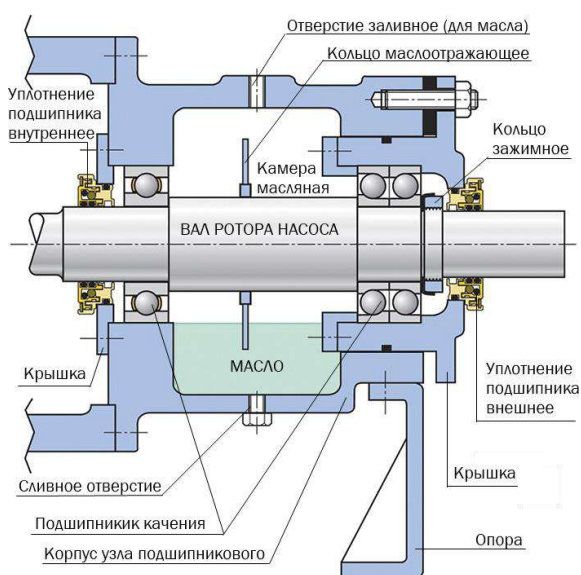 Отверстие заливное (для масла)
Кольцо маслоотражающее
Уплотнение
подшипника
внутреннее
Кольцо
зажимное
Камера
масляная
ВАЛ РОТОРА НАСОСА
МАСЛО
Крышка
Уплотнение
подшипника
внешнее
Крышка
Сливное отверстие
Подшипникик качения
Корпус узла подшипникового
Опора